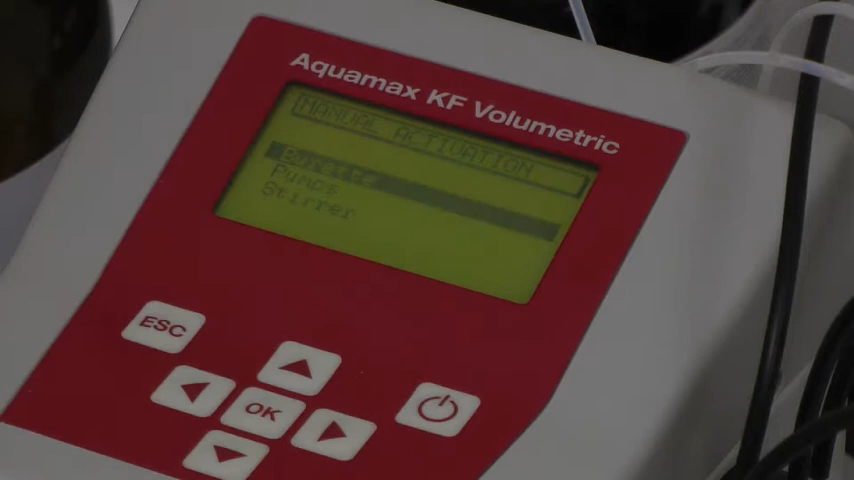 Aquamax KF Volumetric
MANUAL ACTIVATION
Burette
Pumps
Stirrer
ESC
OK